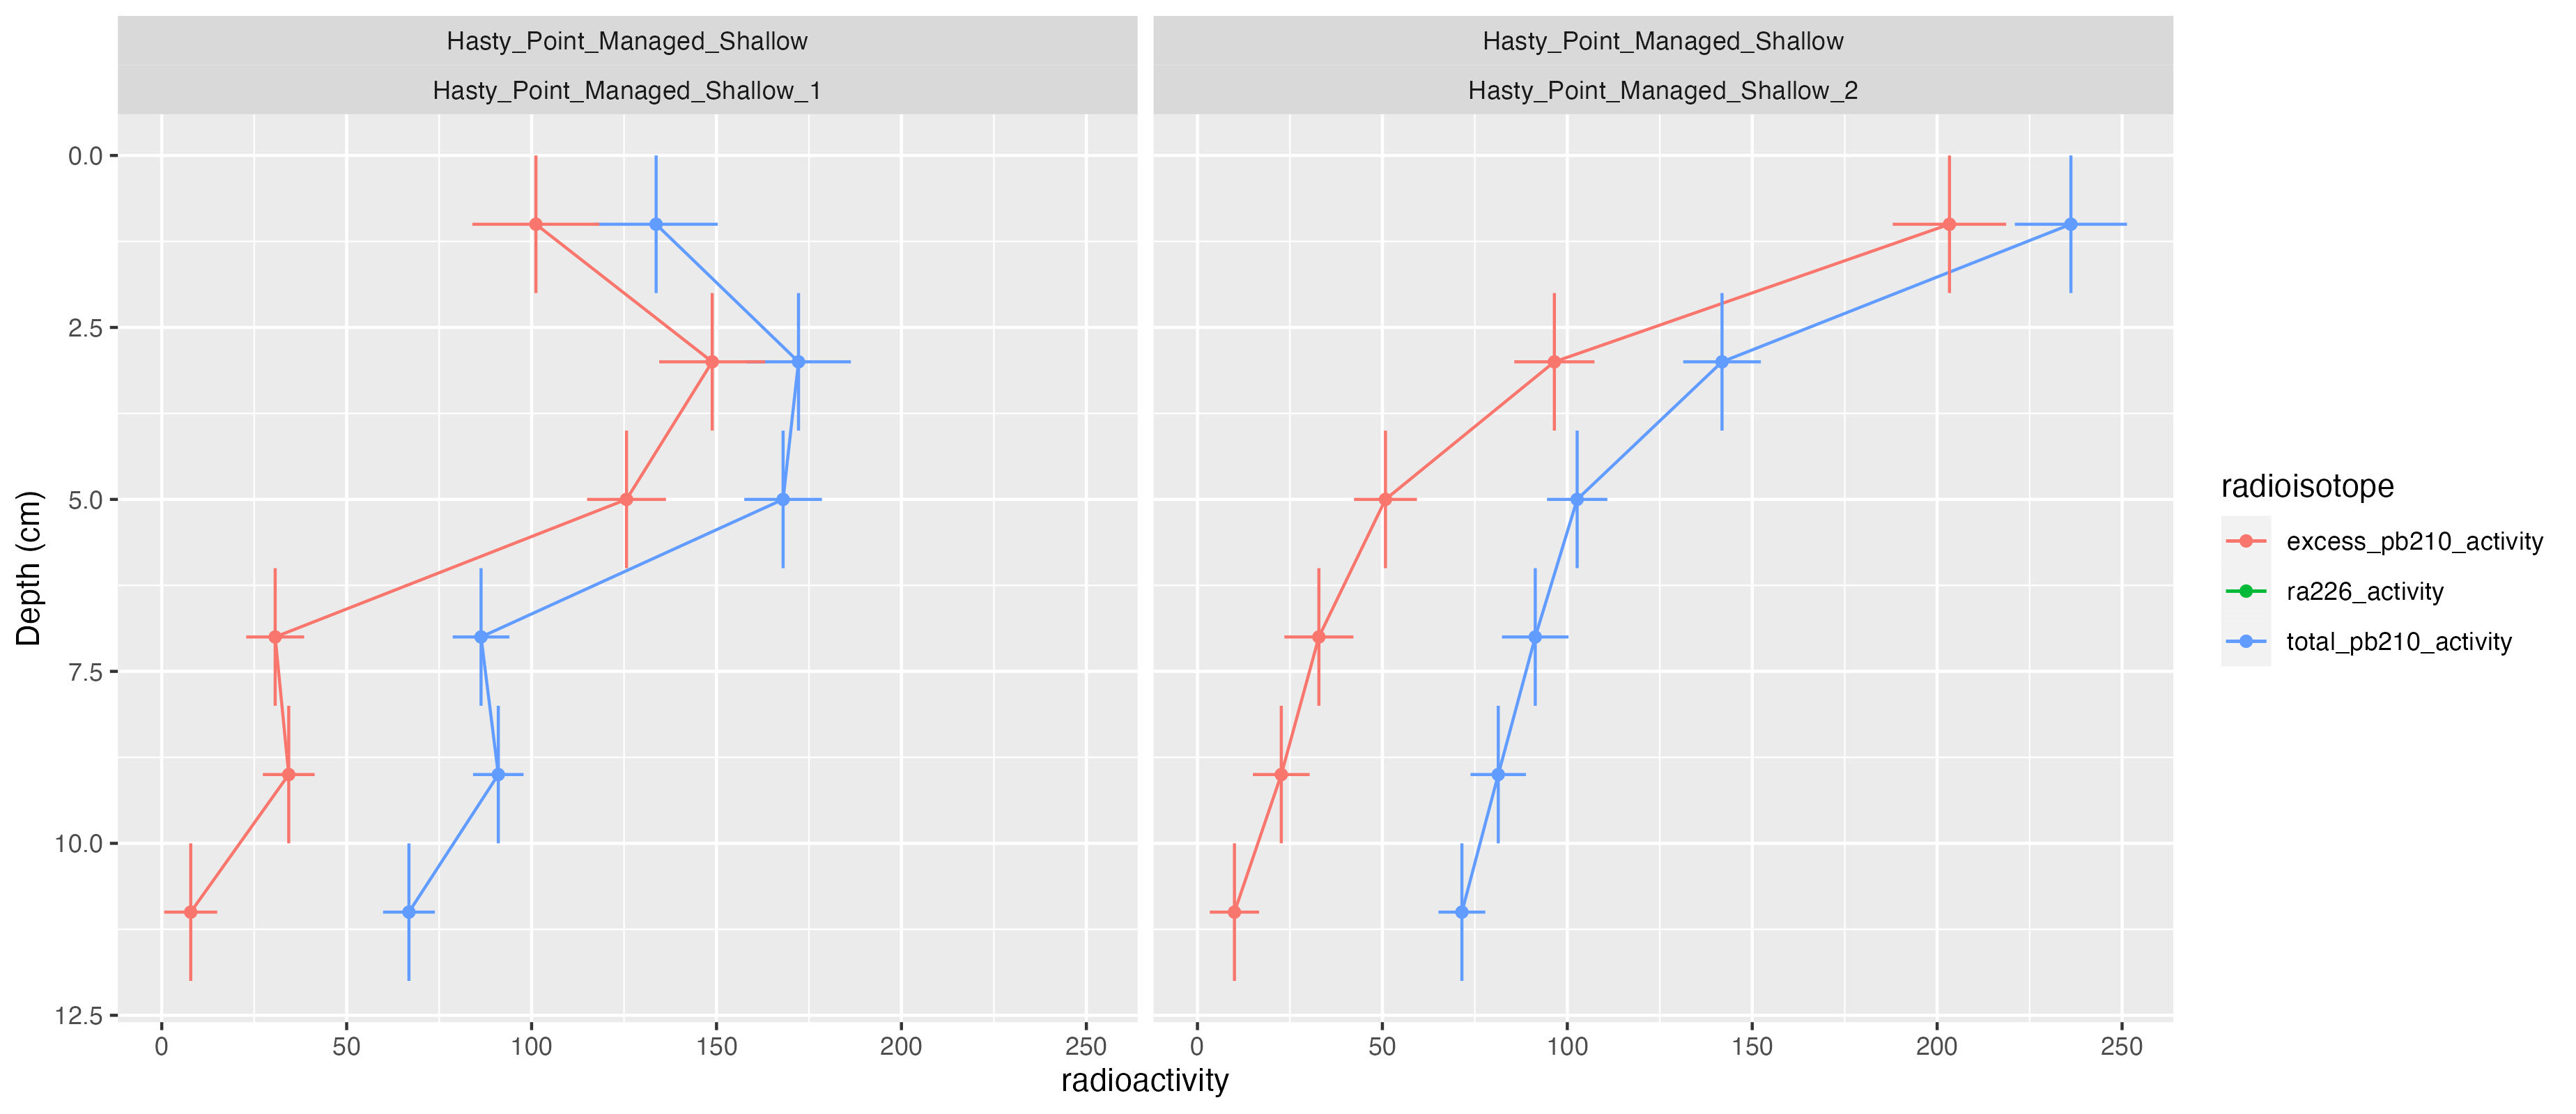 Hasty_Point_Managed_Shallow
Hasty_Point_Managed_Shallow
Hasty_Point_Managed_Shallow_1
Hasty_Point_Managed_Shallow_2
0.0
2.5
5.0
7.5
10.0
12.5
Depth (cm)
0 50 100 150 200 250
0 50 100 150 200 250
radioactivity
radioisotope
excess_pb210_activity
ra226_activity
total_pb210_activity